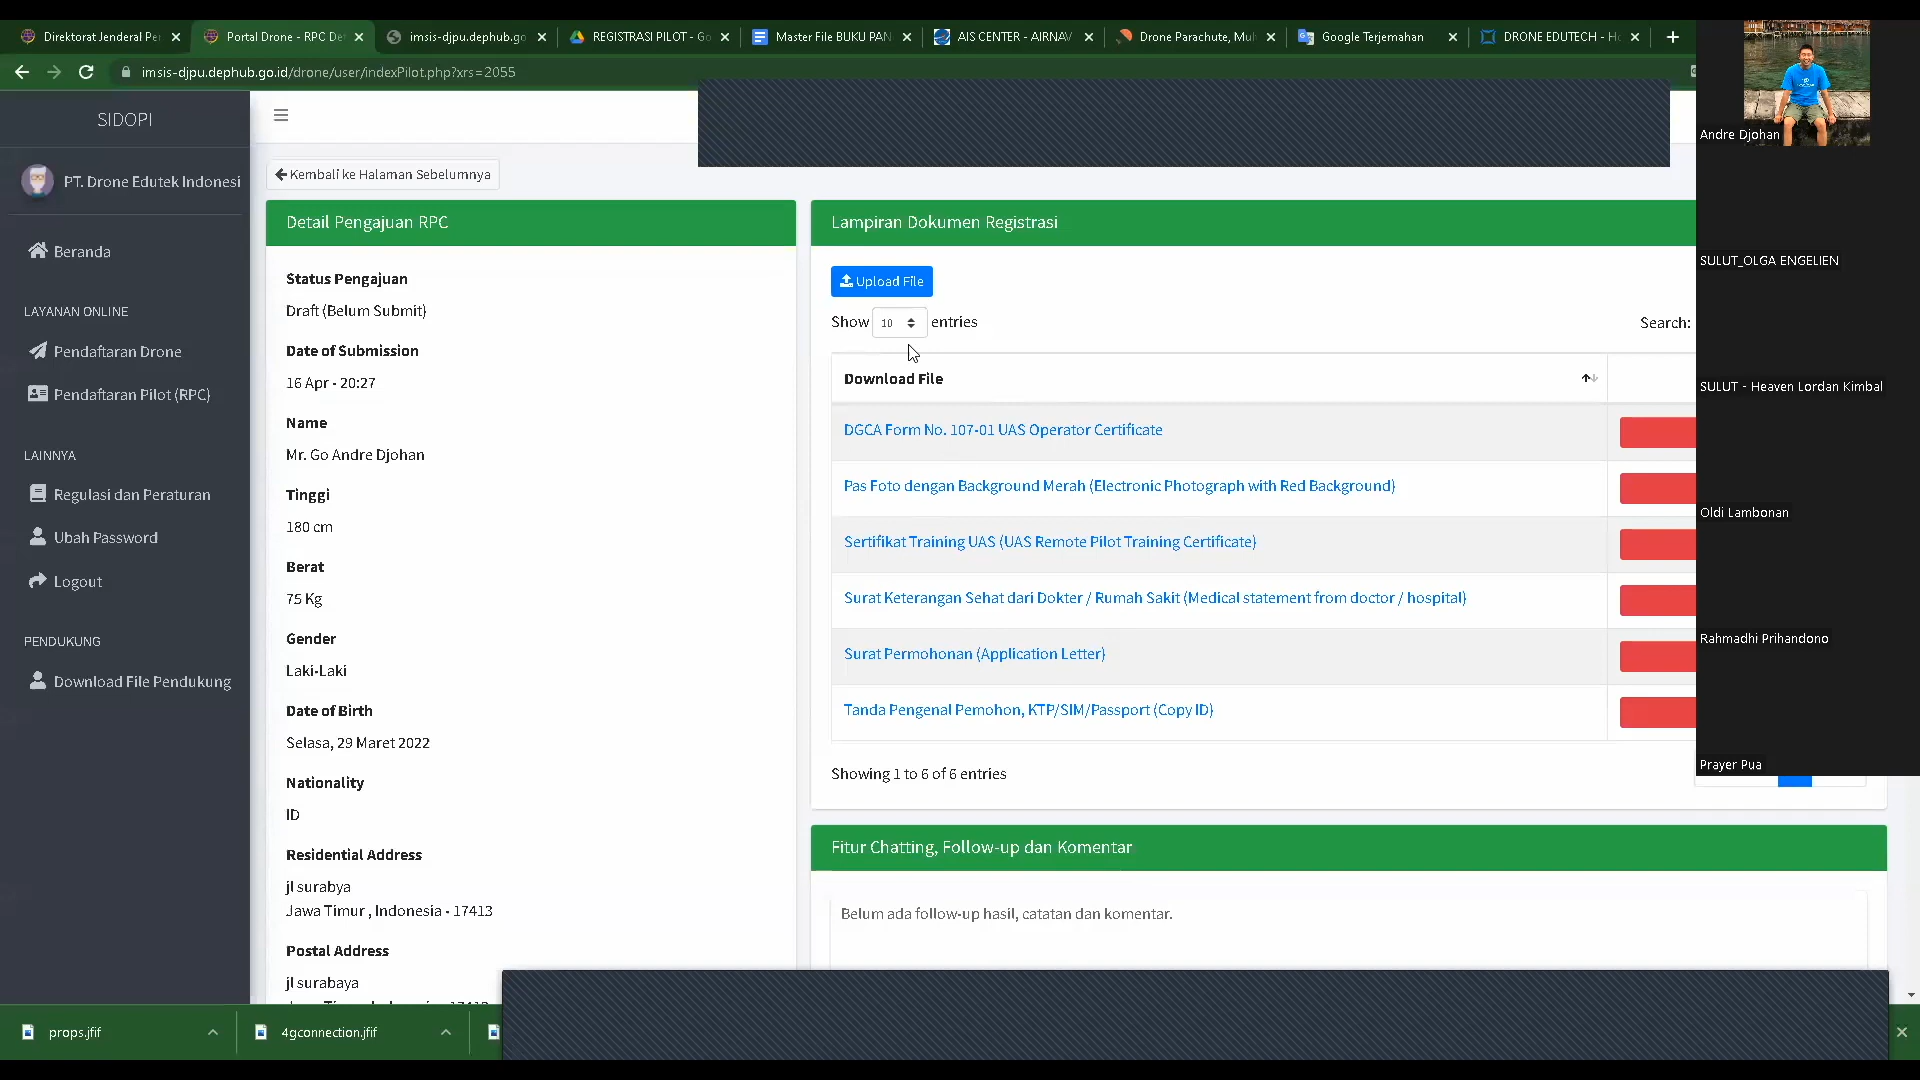 Direktorat Jenderal Per
Portal Drone - RPC De
imsis-djpu.dephub.go
REGISTRASI PILOT - Go
Master File BUKU PAN
AIS CENTER - AIRNAV
Drone Parachute, Mul
Google Terjemahan
DRONE EDUTECH - Ho
imsis-djpu.dephub.go.id/drone/user/indexPilot.php?xrs=2055
SIDOPI
PT. Drone Edutek Indonesi
Beranda
LAYANAN ONLINE
Pendaftaran Drone
Pendaftaran Pilot (RPC)
LAINNYA
Regulasi dan Peraturan
Ubah Password
Logout
PENDUKUNG
Download File Pendukung
Kembali ke Halaman Sebelumnya
Detail Pengajuan RPC
Status Pengajuan
Draft (Belum Submit)
Date of Submission
16 Apr - 20:27
Name
Mr. Go Andre Djohan
Tinggi
180 cm
Berat
75 Kg
Gender
Laki-Laki
Date of Birth
Selasa, 29 Maret 2022
Nationality
ID
Residential Address
jl surabya
Jawa Timur , Indonesia - 17413
Postal Address
jl surabaya
Lampiran Dokumen Registrasi
Upload File
Show 10 entries
Search:
Download File
DGCA Form No. 107-01 UAS Operator Certificate
Pas Foto dengan Background Merah (Electronic Photograph with Red Background)
Sertifikat Training UAS (UAS Remote Pilot Training Certificate)
Surat Keterangan Sehat dari Dokter / Rumah Sakit (Medical statement from doctor / hospital)
Surat Permohonan (Application Letter)
Tanda Pengenal Pemohon, KTP/SIM/Passport (Copy ID)
Showing 1 to 6 of 6 entries
Fitur Chatting, Follow-up dan Komentar
Belum ada follow-up hasil, catatan dan komentar.
Andre Djohan
SULUT_OLGA ENGELIEN
SULUT - Heaven Lordan Kimbal
Oldi Lambonan
Rahmadhi Prihandono
Prayer Pua
props.jfif
4gconnection.jfif